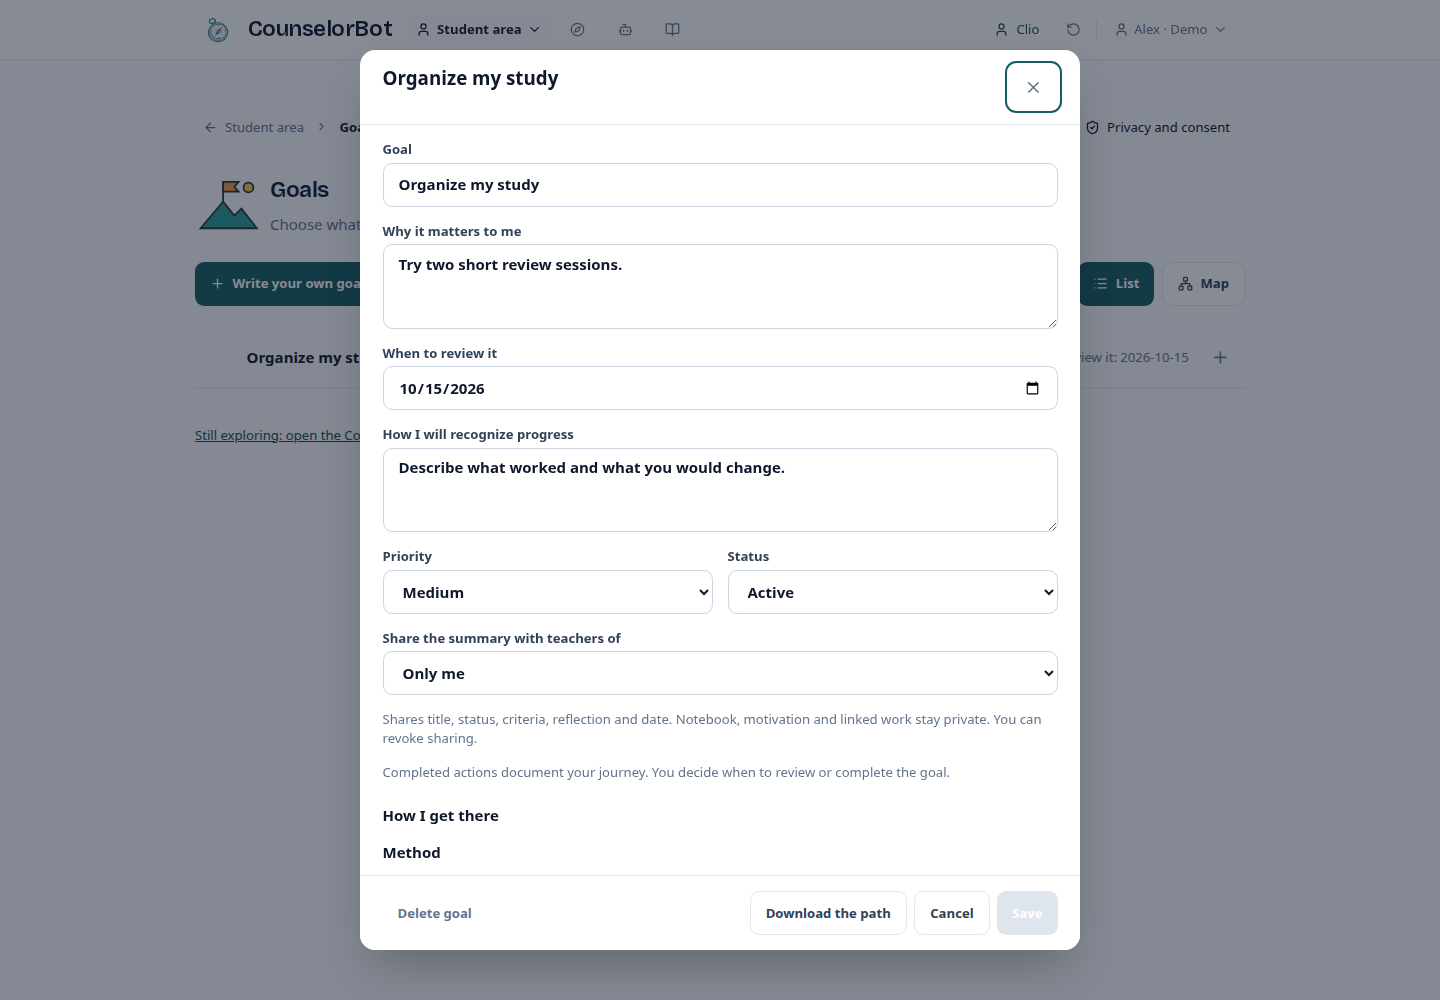 CounselorBot
Student area
Clio
Alex · Demo
Organize my study
Student area
Privacy and consent
Goals
Choose what
Write your own goa
List
Map
Organize my st
iew it: 2026-10-15
Still exploring: open the Co
Goal
Organize my study
Why it matters to me
Try two short review sessions.
When to review it
10/15/2026
How I will recognize progress
Describe what worked and what you would change.
Priority
Status
Medium
Active
Share the summary with teachers of
Only me
Shares title, status, criteria, reflection and date. Notebook, motivation and linked work stay private. You can
revoke sharing.
Completed actions document your journey. You decide when to review or complete the goal.
How I get there
Method
Delete goal
Download the path
Cancel
Save